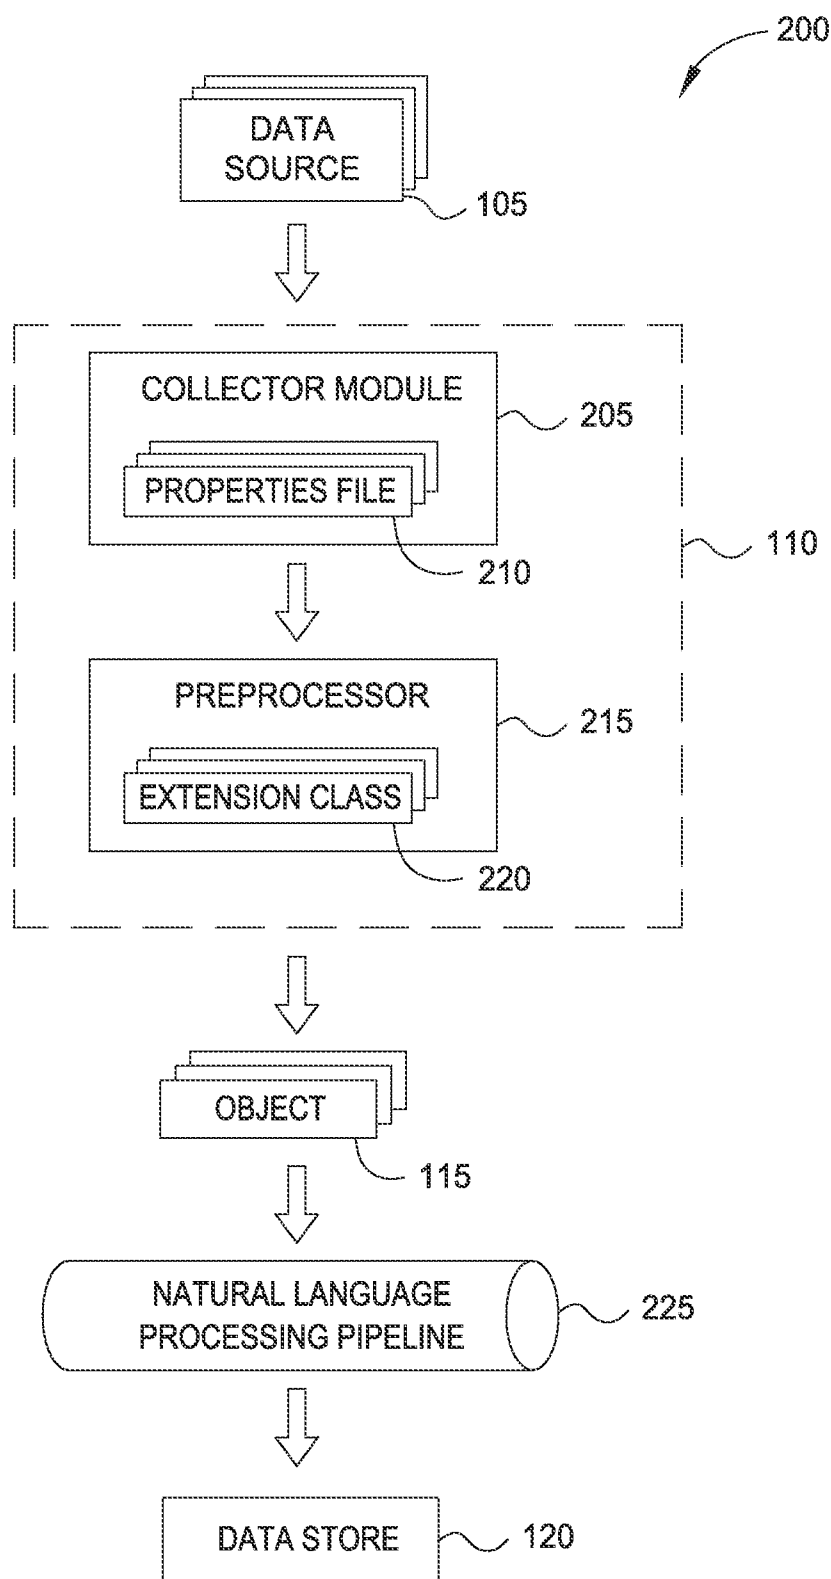 200
DATA
SOURCE
105
COLLECTOR MODULE
205
PROPERTIES FILE
110
210
PREPROCESSOR
215
EXTENSION CLASS
220
OBJECT
115
NATURAL LANGUAGE
PROCESSING PIPELINE
225
DATA STORE
120